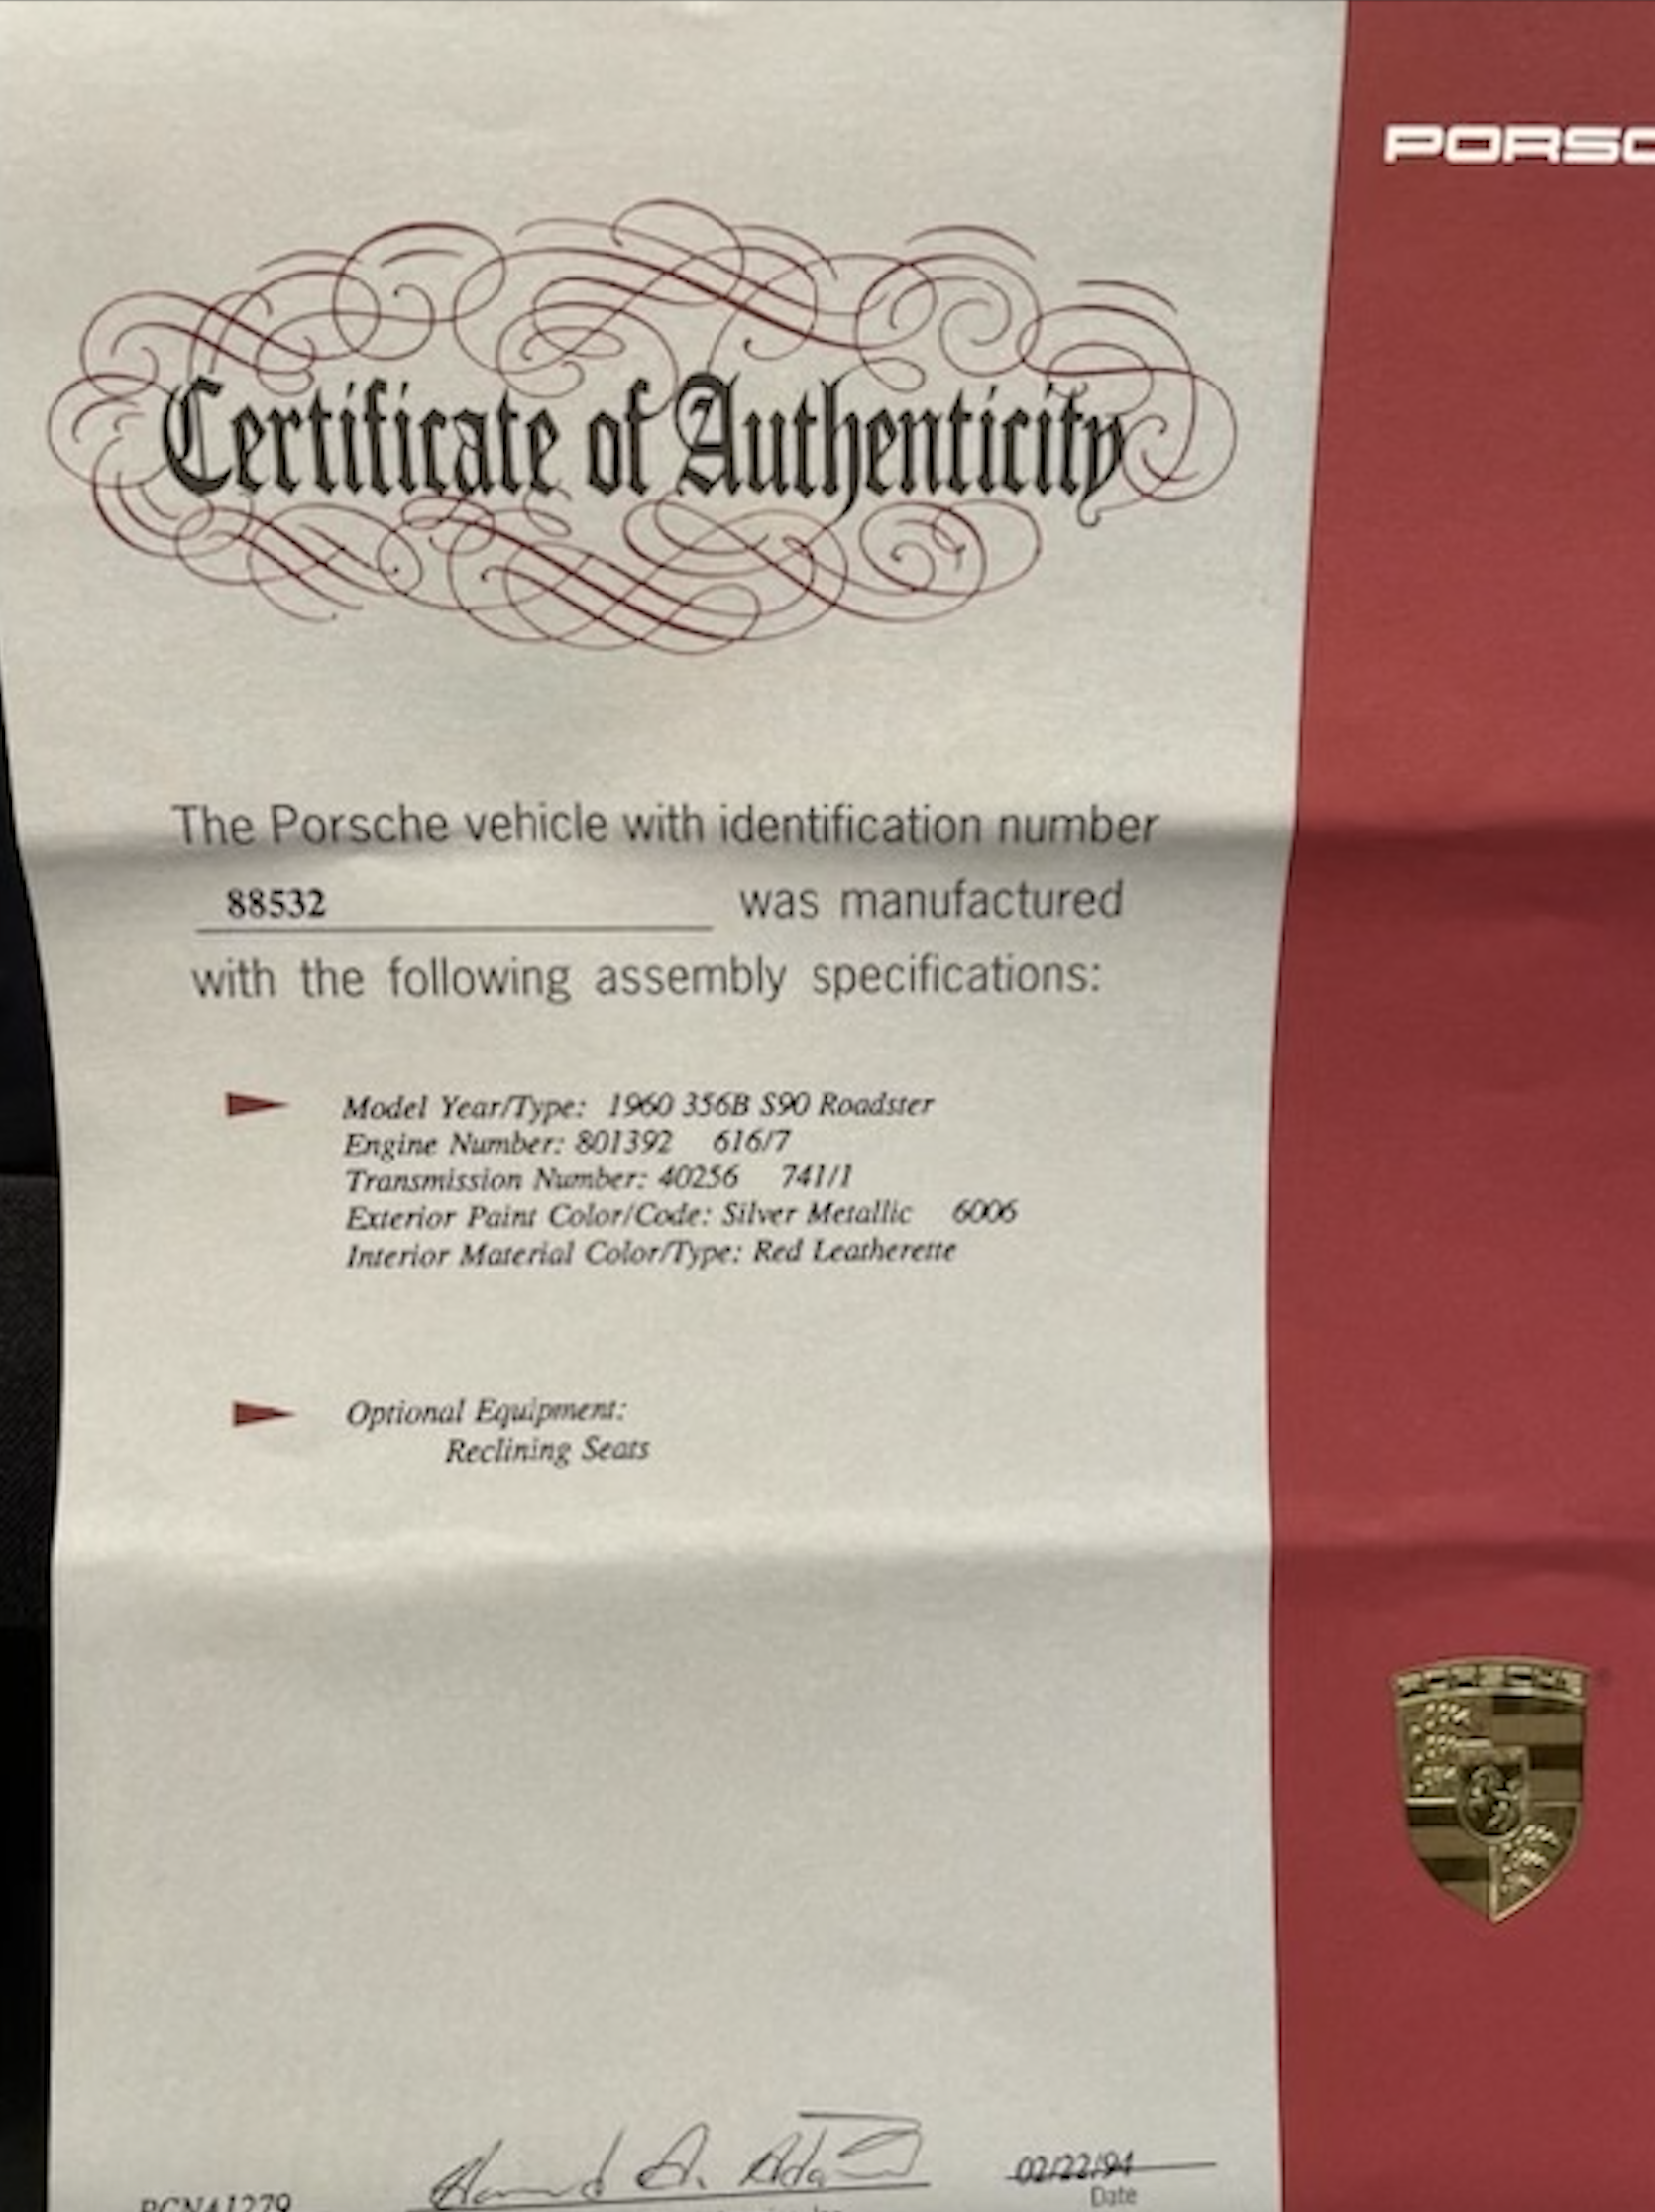 PORSC
Certificate of Authenticity
The Porsche vehicle with identification number
88532 was manufactured
with the following assembly specifications:
Model Year/Type: 1960 356B S90 Roadster
Engine Number: 801392 616/7
Transmission Number: 40256 741/1
Exterior Paint Color/Code: Silver Metallic 6006
Interior Material Color/Type: Red Leatherette
Optional Equipment:
Reclining Seats
02/22/94
PCNA1279
Date